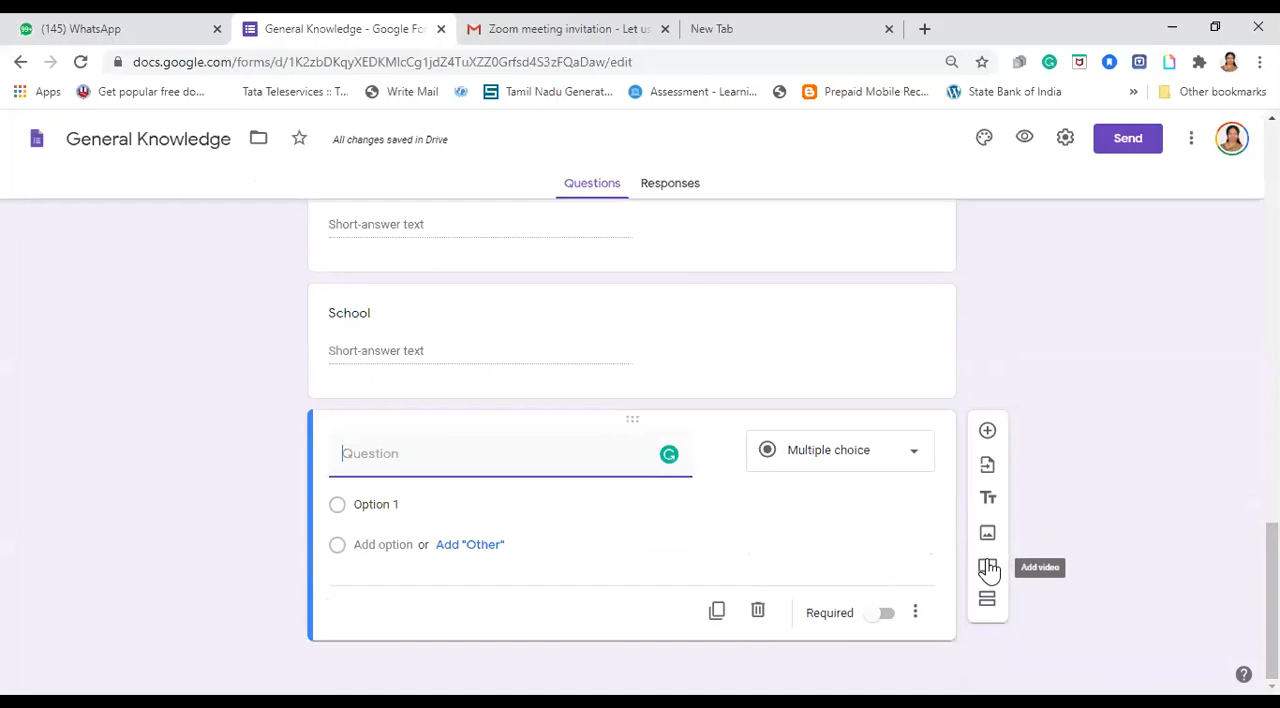 (145) WhatsApp
General Knowledge - Google Fo
Zoom meeting invitation - Let us
New Tab
docs.google.com/forms/d/
/edit
Apps
Get popular free do...
Tata Teleservices :: T...
Write Mail
Tamil Nadu Generat...
Assessment - Learni...
Prepaid Mobile Rec...
State Bank of India
»
Other bookmarks
General Knowledge
All changes saved in Drive
Send
Questions
Responses
Short-answer text
School
Short-answer text
Question
Multiple choice
Option 1
Add option or Add "Other"
Add video
Required